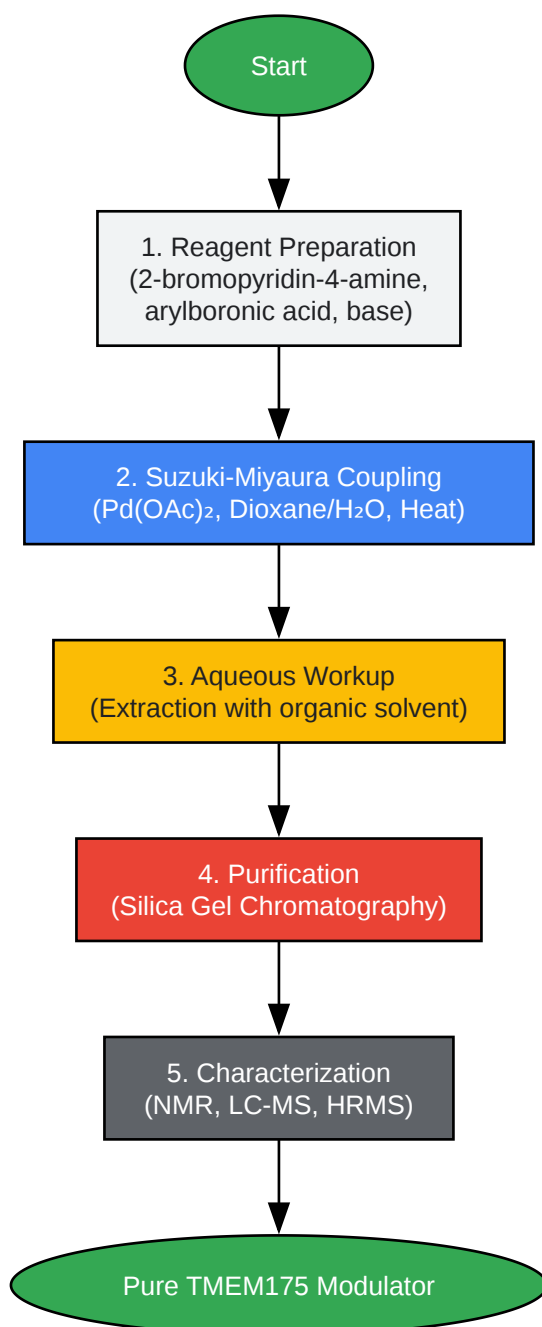 Start
1. Reagent Preparation
(2-bromopyridin-4-amine,
arylboronic acid, base)
2. Suzuki-Miyaura Coupling
(Pd(OAc)₂, Dioxane/H₂O, Heat)
3. Aqueous Workup
(Extraction with organic solvent)
4. Purification
(Silica Gel Chromatography)
5. Characterization
(NMR, LC-MS, HRMS)
Pure TMEM175 Modulator